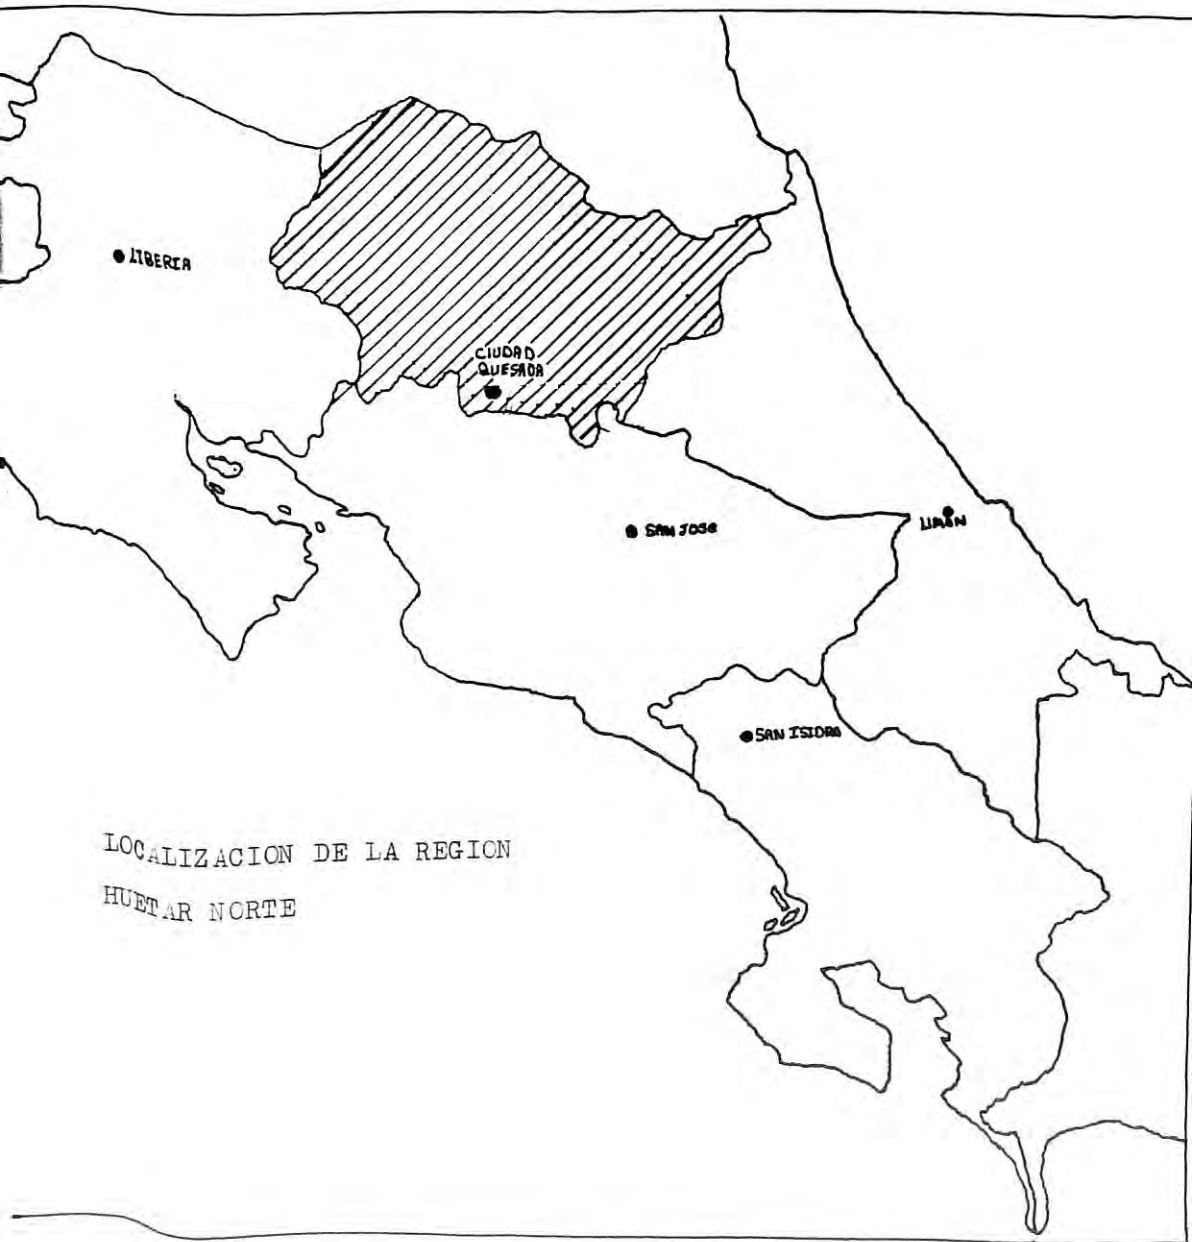 LIBERIA
CIUDAD
QUESADA
SAN JOSE
LIMON
SAN ISIDRO
LOCALIZACION DE LA REGION
HUETAR NORTE